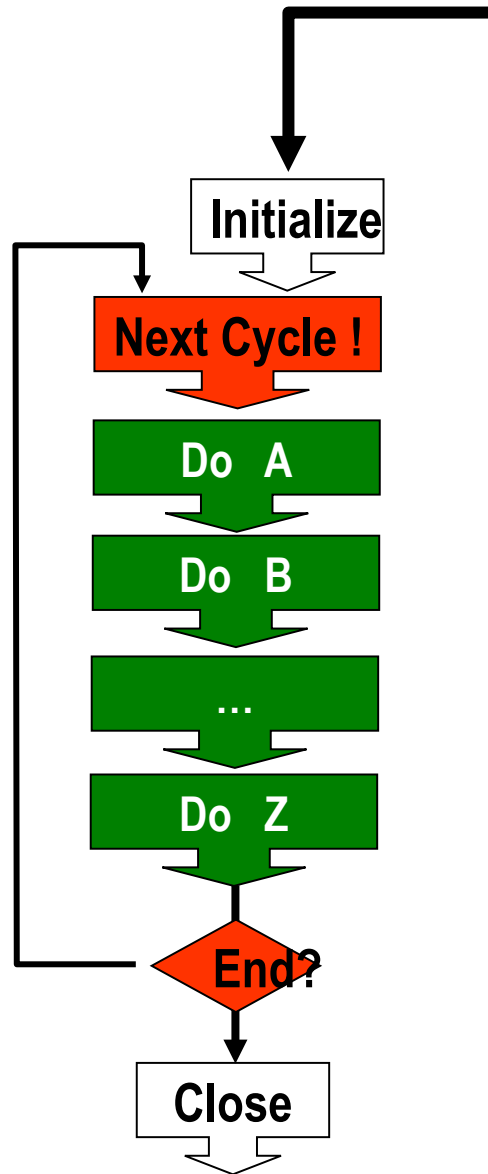 Initialize
Next Cycle !
Do A
Do B
...
Do Z
End?
Close